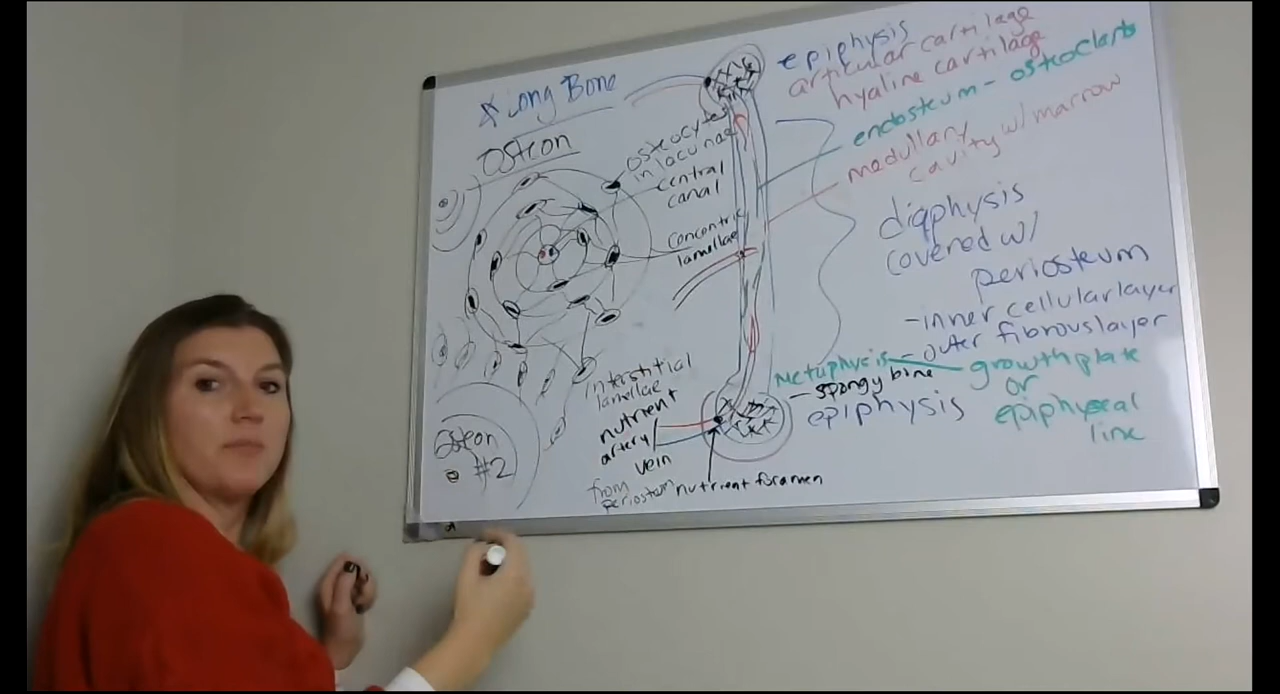 Long Bone
Osteon
osteocytes
in lacunae
central
canal
concentric
lamellae
interstitial
lamellae
nutrient
artery/
vein
from
periosteum
nutrient foramen
Osteon
#2
epiphysis
articular cartilage
hyaline cartilage
endosteum - osteoclasts
medullary
cavity w/ marrow
diaphysis
covered w/
periosteum
- inner cellular layer
- outer fibrous layer
Metaphysis
- spongy bone
growth plate
or
epiphyseal
line
epiphysis